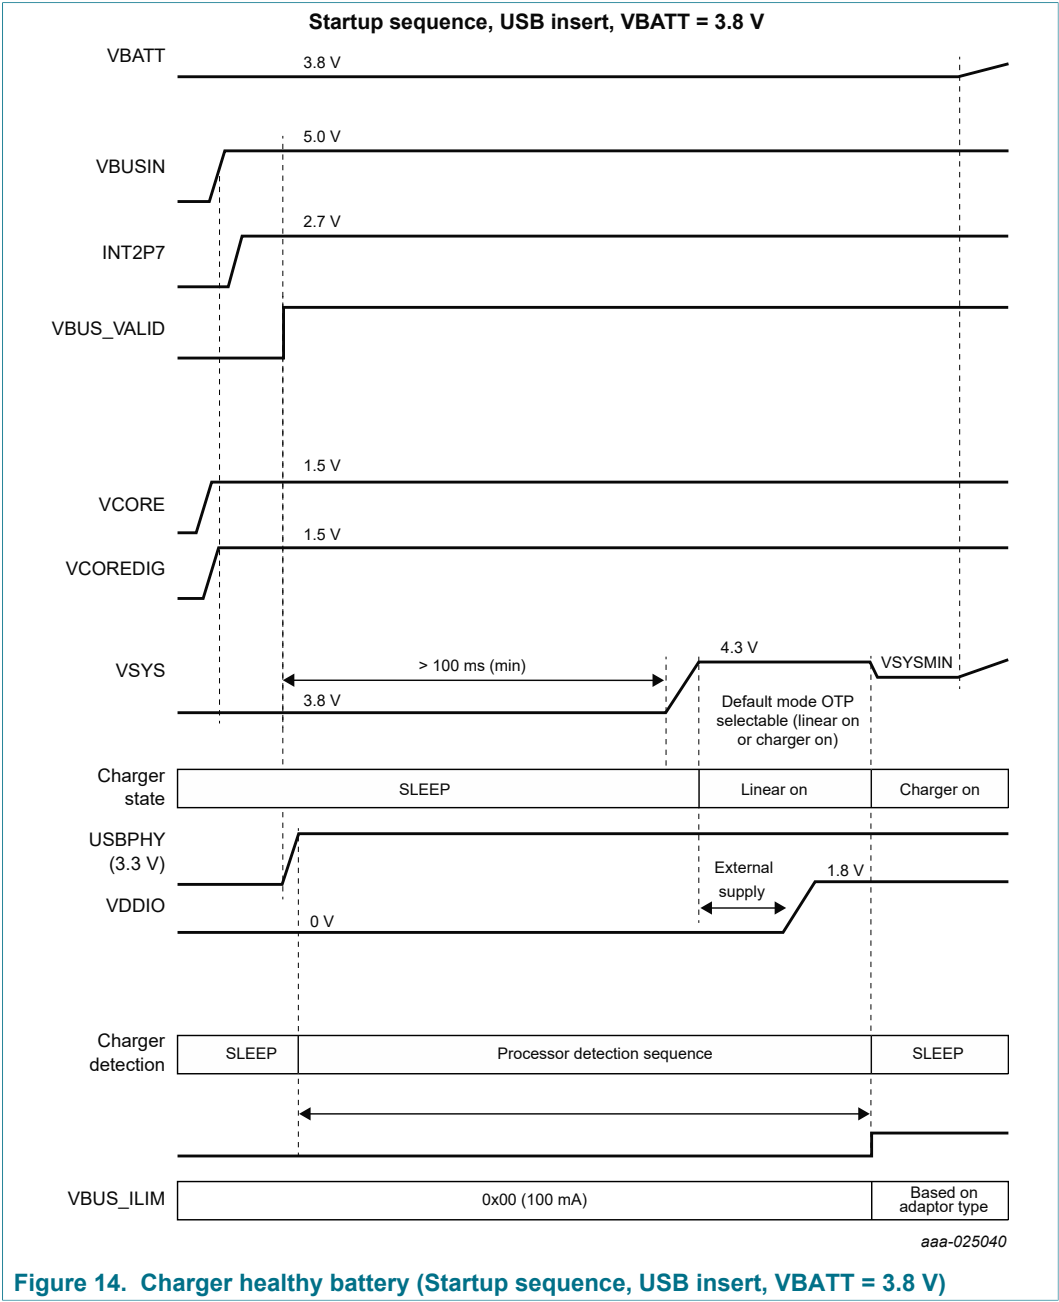 Startup sequence, USB insert, VBATT = 3.8 V
VBATT
3.8 V
VBUSIN
5.0 V
INT2P7
2.7 V
VBUS_VALID
VCORE
1.5 V
VCOREDIG
1.5 V
VSYS
> 100 ms (min)
3.8 V
4.3 V
VSYSMIN
Default mode OTP
selectable (linear on
or charger on)
Charger
state
SLEEP
Linear on
Charger on
USBPHY
(3.3 V)
External
supply
1.8 V
VDDIO
0 V
Charger
detection
SLEEP
Processor detection sequence
SLEEP
VBUS_ILIM
0x00 (100 mA)
Based on
adaptor type
aaa-025040
Figure 14. Charger healthy battery (Startup sequence, USB insert, VBATT = 3.8 V)